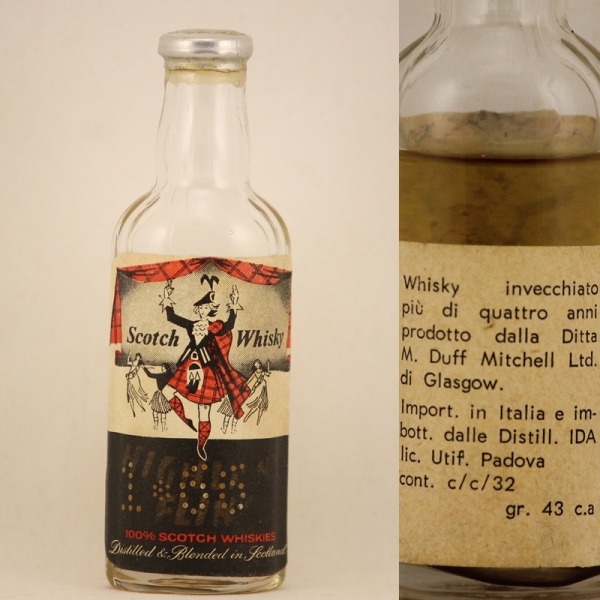 Scotch Whisky
100% SCOTCH WHISKIES
Distilled & Blended in Scotland
Whisky invecchiato
più di quattro anni
prodotto dalla Ditta
M. Duff Mitchell Ltd.
di Glasgow.
Import. in Italia e im-
bott. dalle Distill. IDA
lic. Utif. Padova
cont. c/c/32
gr. 43 c.a